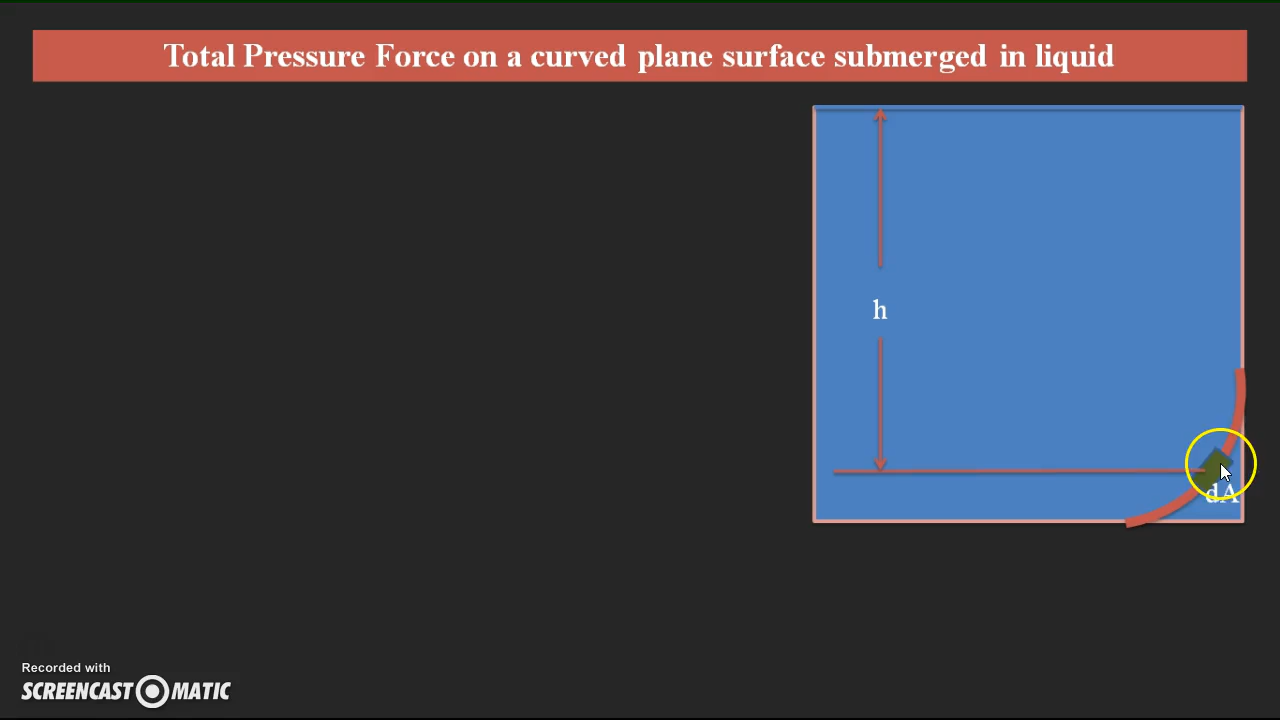 Total Pressure Force on a curved plane surface submerged in liquid
h
dA
Recorded with
SCREENCAST MATIC